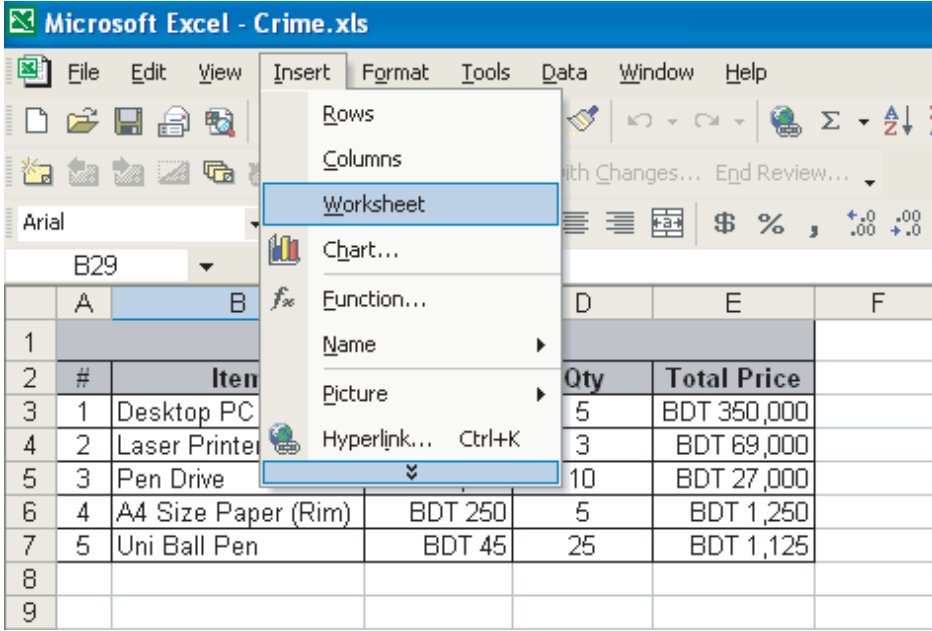 Microsoft Excel - Crime.xls
File Edit View Insert Format Tools Data Window Help
Rows
Columns
with Changes... End Review...
Worksheet
Arial
$ % ,
Chart...
B29
Function...
A B D E F
1
Name
2 # Item Qty Total Price
Picture
3 1 Desktop PC 5 BDT 350,000
4 2 Laser Printer 3 BDT 69,000
Hyperlink... Ctrl+K
5 3 Pen Drive 10 BDT 27,000
6 4 A4 Size Paper (Rim) BDT 250 5 BDT 1,250
7 5 Uni Ball Pen BDT 45 25 BDT 1,125
8
9